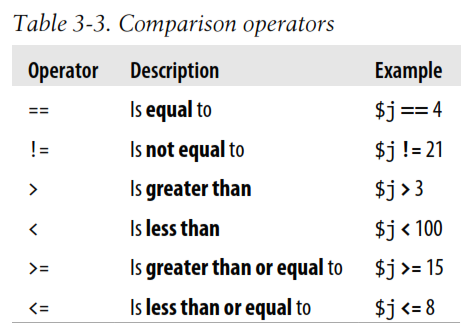 Table 3-3. Comparison operators
Operator Description Example
== Is equal to $j == 4
!= Is not equal to $j != 21
> Is greater than $j > 3
< Is less than $j < 100
>= Is greater than or equal to $j >= 15
<= Is less than or equal to $j <= 8